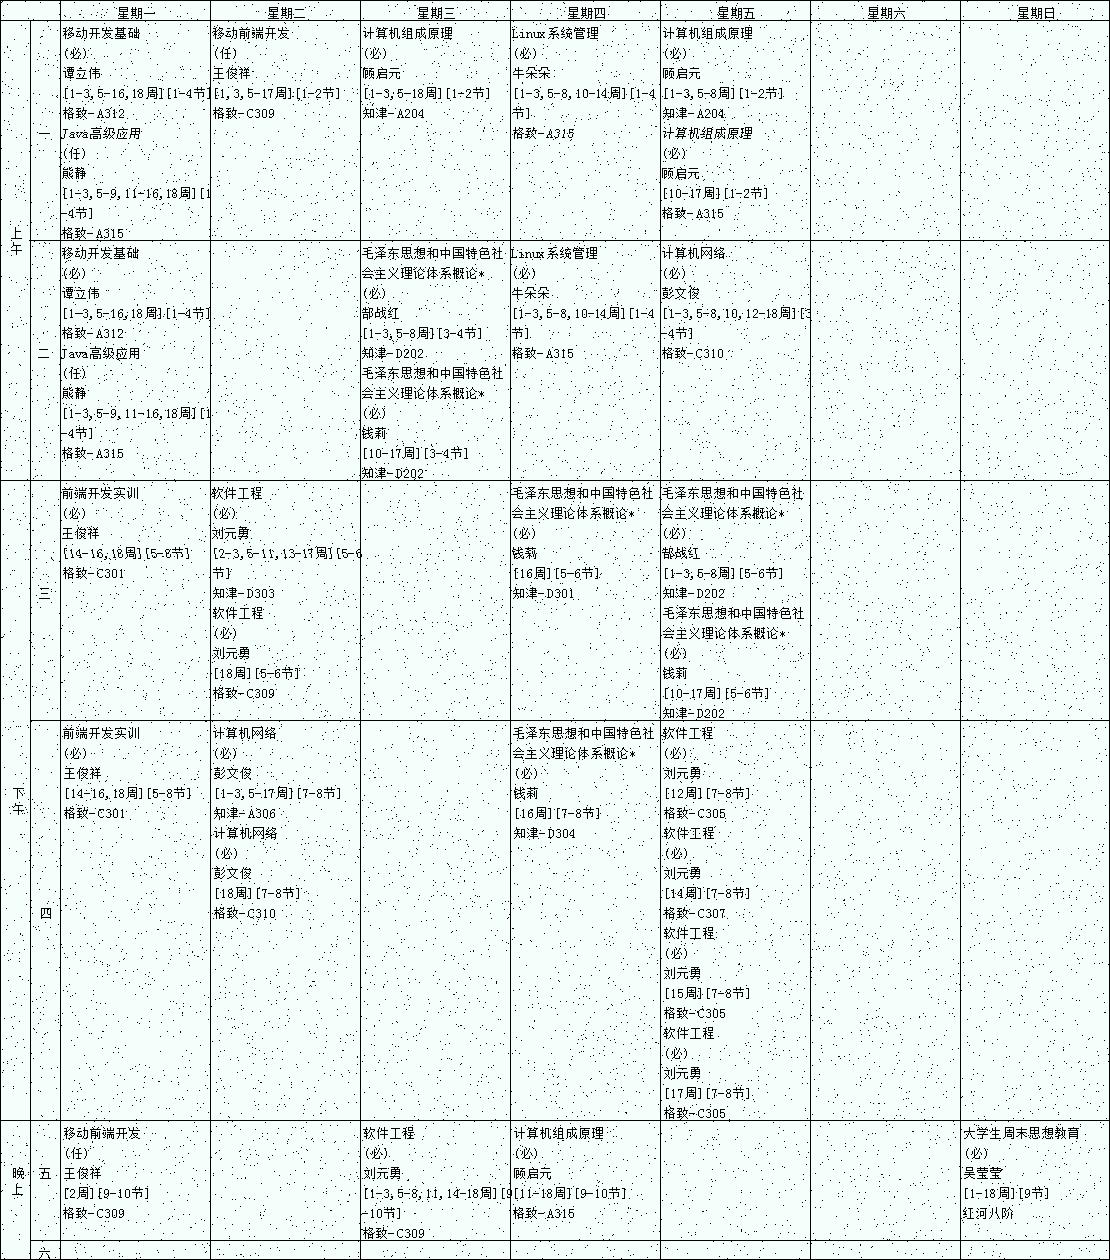 星期一 星期二 星期三 星期四 星期五 星期六 星期日
上午
一
移动开发基础
(必)
谭立伟
[1-3,5-16,18周][1-4节]
格致-A312
Java高级应用
(任)
熊静
[1-3,5-9,11-16,18周][1
-4节]
格致-A315
移动前端开发
(任)
王俊祥
[1,3,5-17周][1-2节]
格致-C309
计算机组成原理
(必)
顾启元
[1-3,5-18周][1-2节]
知津-A204
Linux系统管理
(必)
牛朵朵
[1-3,5-8,10-14周][1-4
节]
格致-A315
计算机组成原理
(必)
顾启元
[1-3,5-8周][1-2节]
知津-A204
计算机组成原理
(必)
顾启元
[10-17周][1-2节]
格致-A315
二
移动开发基础
(必)
谭立伟
[1-3,5-16,18周][1-4节]
格致-A312
Java高级应用
(任)
熊静
[1-3,5-9,11-16,18周][1
-4节]
格致-A315
毛泽东思想和中国特色社
会主义理论体系概论*
(必)
郜战红
[1-3,5-8周][3-4节]
知津-D202
毛泽东思想和中国特色社
会主义理论体系概论*
(必)
钱莉
[10-17周][3-4节]
知津-D202
Linux系统管理
(必)
牛朵朵
[1-3,5-8,10-14周][1-4
节]
格致-A315
计算机网络
(必)
彭文俊
[1-3,5-8,10,12-18周][3
-4节]
格致-C310
下午
三
前端开发实训
(必)
王俊祥
[14-16,18周][5-8节]
格致-C301
软件工程
(必)
刘元勇
[2-3,5-11,13-17周][5-6
节]
知津-D303
软件工程
(必)
刘元勇
[18周][5-6节]
格致-C309
毛泽东思想和中国特色社
会主义理论体系概论*
(必)
钱莉
[16周][5-6节]
知津-D301
毛泽东思想和中国特色社
会主义理论体系概论*
(必)
郜战红
[1-3,5-8周][5-6节]
知津-D202
毛泽东思想和中国特色社
会主义理论体系概论*
(必)
钱莉
[10-17周][5-6节]
知津-D202
四
前端开发实训
(必)
王俊祥
[14-16,18周][5-8节]
格致-C301
计算机网络
(必)
彭文俊
[1-3,5-17周][7-8节]
知津-A306
计算机网络
(必)
彭文俊
[18周][7-8节]
格致-C310
毛泽东思想和中国特色社
会主义理论体系概论*
(必)
钱莉
[16周][7-8节]
知津-D304
软件工程
(必)
刘元勇
[12周][7-8节]
格致-C305
软件工程
(必)
刘元勇
[14周][7-8节]
格致-C307
软件工程
(必)
刘元勇
[15周][7-8节]
格致-C305
软件工程
(必)
刘元勇
[17周][7-8节]
格致-C305
晚上
五
移动前端开发
(任)
王俊祥
[2周][9-10节]
格致-C309
软件工程
(必)
刘元勇
[1-3,5-8,11,14-18周][9
-10节]
格致-C309
计算机组成原理
(必)
顾启元
[11-18周][9-10节]
格致-A315
大学生周末思想教育
(必)
吴莹莹
[1-18周][9节]
红河八阶
六